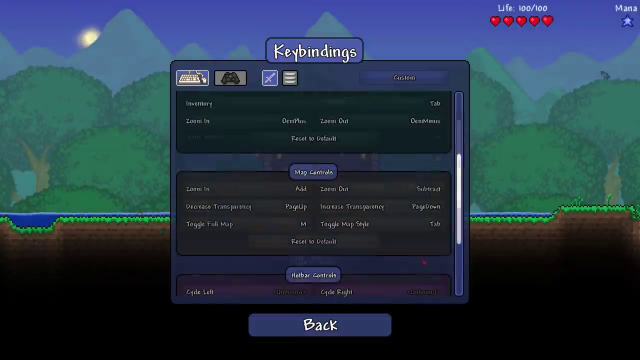 Life: 100/100
Mana
Keybindings
Custom
Inventory Tab
Zoom In OemPlus Zoom Out OemMinus
Reset to Default
Map Controls
Zoom In Add Zoom Out Subtract
Decrease Transparency PageUp Increase Transparency PageDown
Toggle Full Map M Toggle Map Style Tab
Reset to Default
Hotbar Controls
Cycle Left Cycle Right
Back